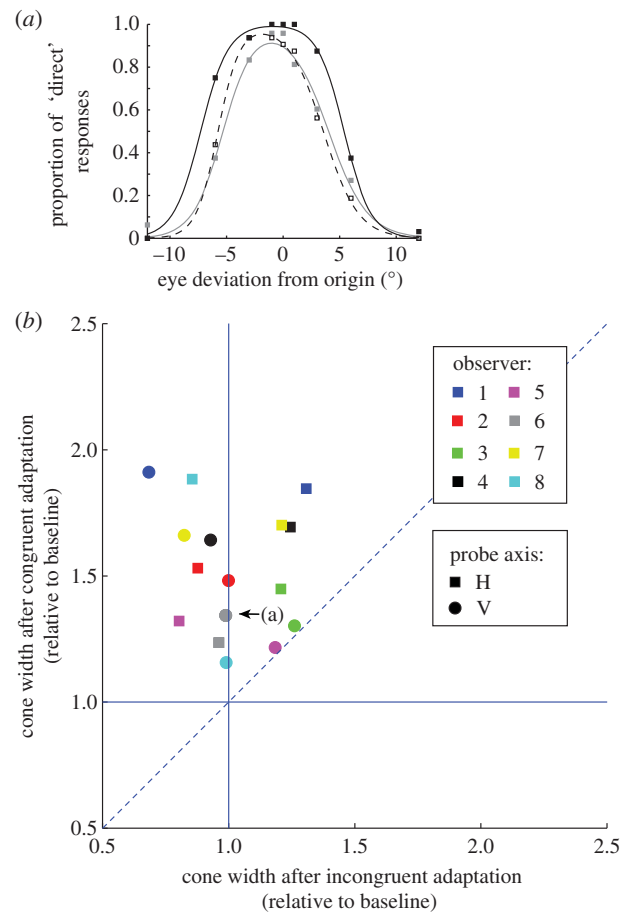 (a)
1.0
0.8
0.6
0.4
0.2
0
proportion of 'direct'
responses
−10 −5 0 5 10
eye deviation from origin (°)
(b)
2.5
2.0
1.5
1.0
0.5
cone width after congruent adaptation
(relative to baseline)
observer:
1 5
2 6
3 7
4 8
probe axis:
H
V
(a)
0.5 1.0 1.5 2.0 2.5
cone width after incongruent adaptation
(relative to baseline)